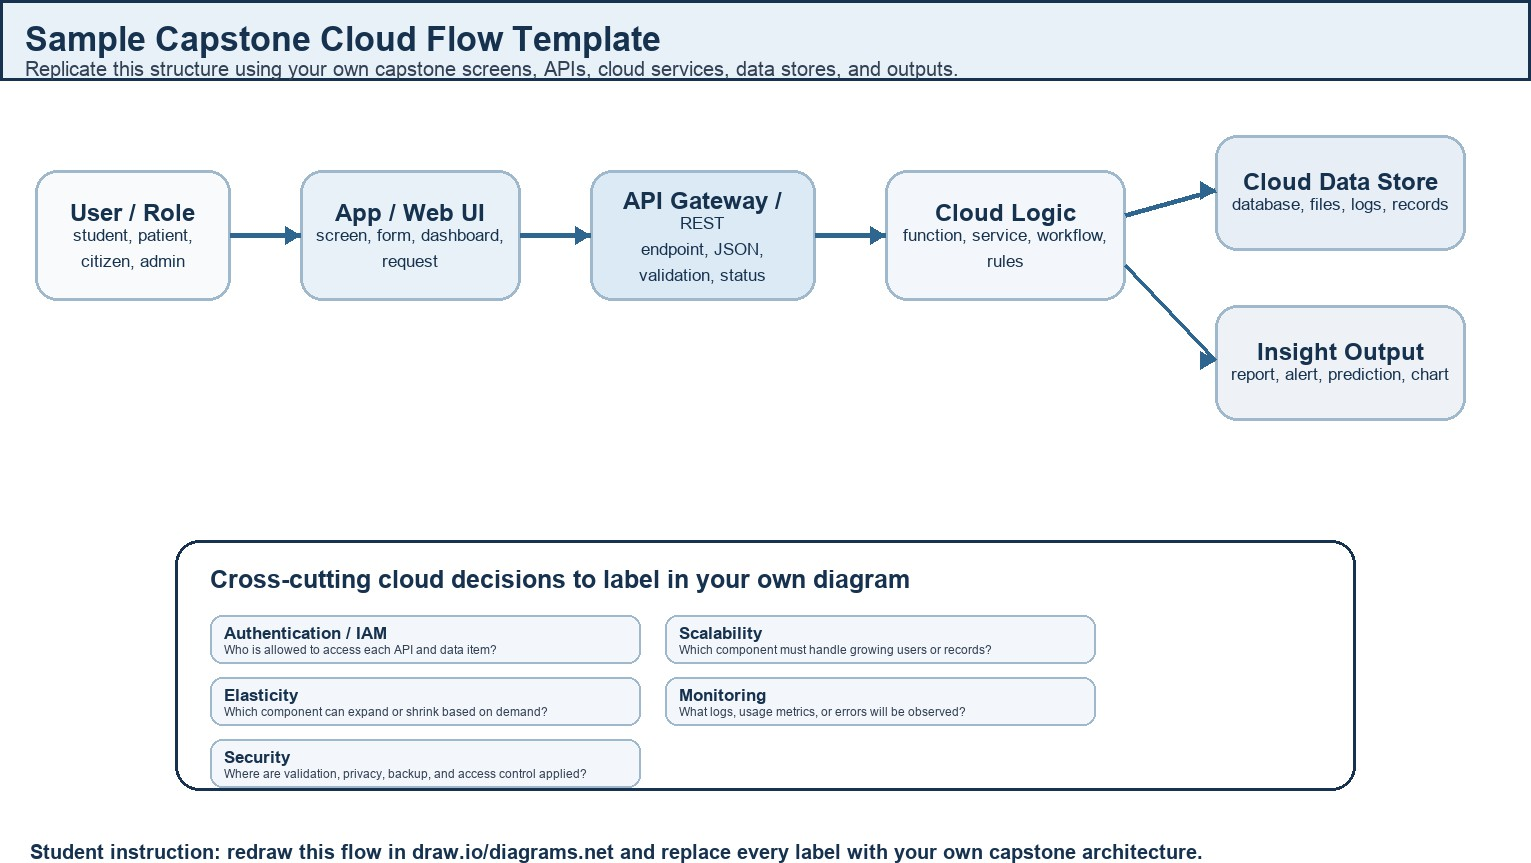 Sample Capstone Cloud Flow Template
Replicate this structure using your own capstone screens, APIs, cloud services, data stores, and outputs.
User / Role
student, patient,
citizen, admin
App / Web UI
screen, form, dashboard,
request
API Gateway /
REST
endpoint, JSON,
validation, status
Cloud Logic
function, service, workflow,
rules
Cloud Data Store
database, files, logs, records
Insight Output
report, alert, prediction, chart
Cross-cutting cloud decisions to label in your own diagram
Authentication / IAM
Who is allowed to access each API and data item?
Scalability
Which component must handle growing users or records?
Elasticity
Which component can expand or shrink based on demand?
Monitoring
What logs, usage metrics, or errors will be observed?
Security
Where are validation, privacy, backup, and access control applied?
Student instruction: redraw this flow in draw.io/diagrams.net and replace every label with your own capstone architecture.